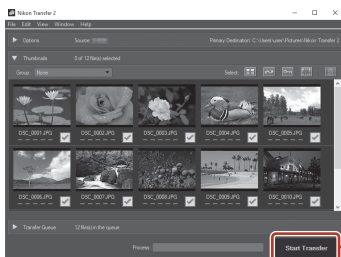 Nikon Transfer 2
File Edit View Window Help
Options Source: Primary Destination: C:\Users\user\Pictures\Nikon Transfer 2
Thumbnails 0 of 12 file(s) selected
Group: None Select:
DSC_0001.JPG DSC_0002.JPG DSC_0003.JPG DSC_0004.JPG DSC_0005.JPG
DSC_0006.JPG DSC_0007.JPG DSC_0008.JPG DSC_0009.JPG DSC_0010.JPG
Transfer Queue 12 file(s) in the queue
Process: Start Transfer